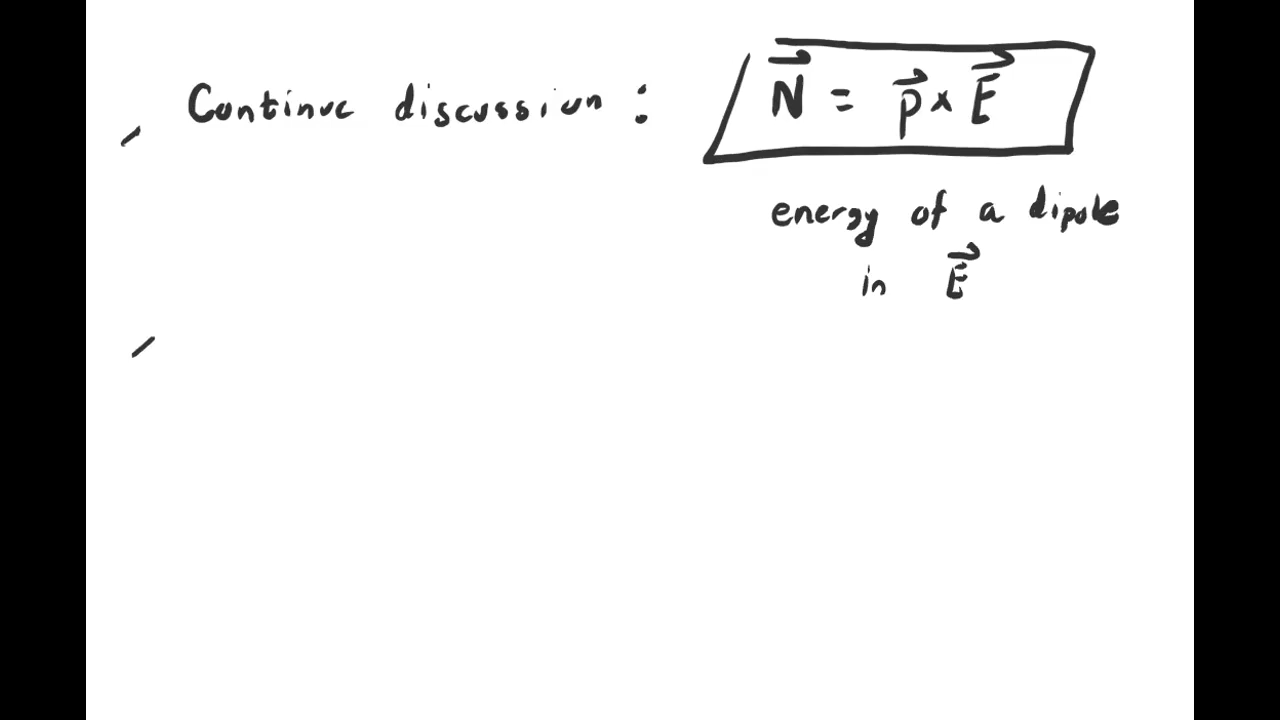 Continue discussion : N⃗ = p⃗ × E⃗
energy of a dipole
in E⃗